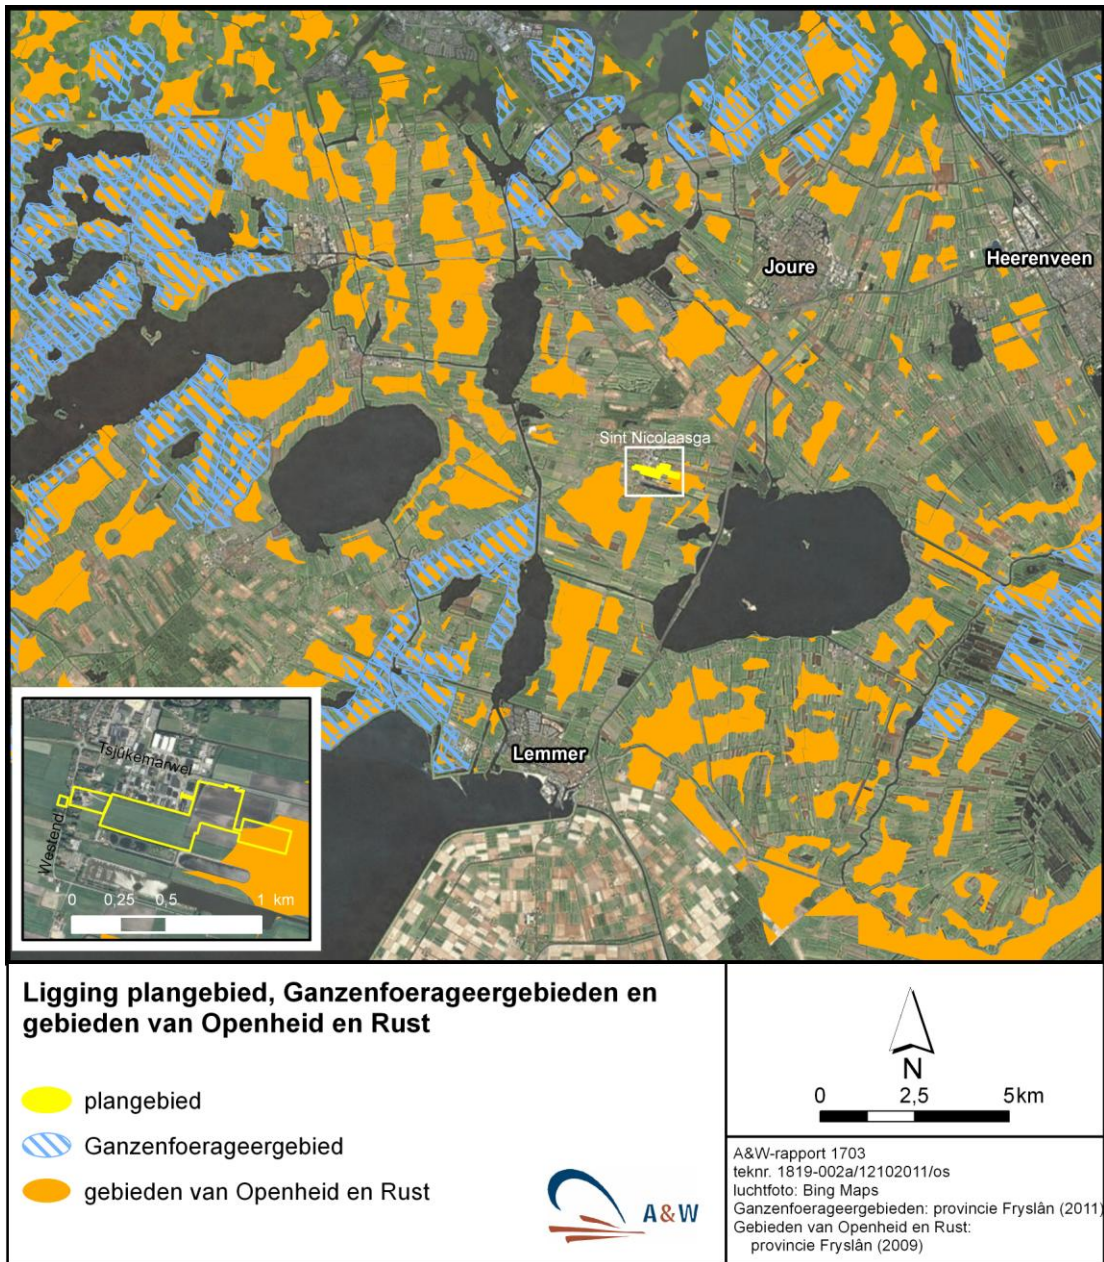 Joure
Heerenveen
Sint Nicolaasga
Lemmer
Tsjûkemarwei
Westend
0 0,25 0,5 1 km
Ligging plangebied, Ganzenfoerageergebieden en
gebieden van Openheid en Rust
plangebied
Ganzenfoerageergebied
gebieden van Openheid en Rust
A&W
N
0 2,5 5km
A&W-rapport 1703
teknr. 1819-002a/12102011/os
luchtfoto: Bing Maps
Ganzenfoerageergebieden: provincie Fryslân (2011)
Gebieden van Openheid en Rust:
provincie Fryslân (2009)